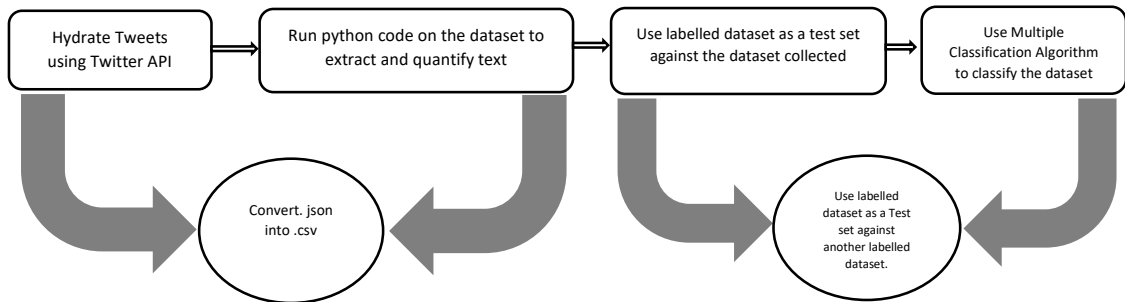 Hydrate Tweets
using Twitter API
Run python code on the dataset to
extract and quantify text
Use labelled dataset as a test set
against the dataset collected
Use Multiple
Classification Algorithm
to classify the dataset
Convert. json
into .csv
Use labelled
dataset as a Test
set against
another labelled
dataset.